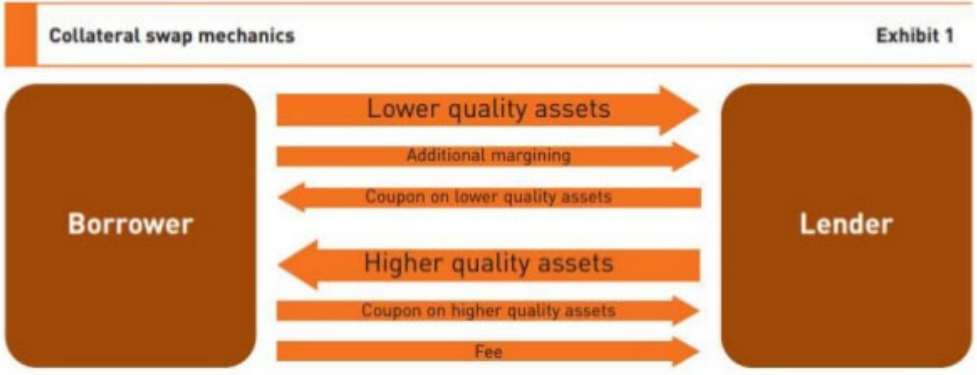 Collateral swap mechanics
Exhibit 1
Lower quality assets
Additional margining
Coupon on lower quality assets
Borrower
Lender
Higher quality assets
Coupon on higher quality assets
Fee